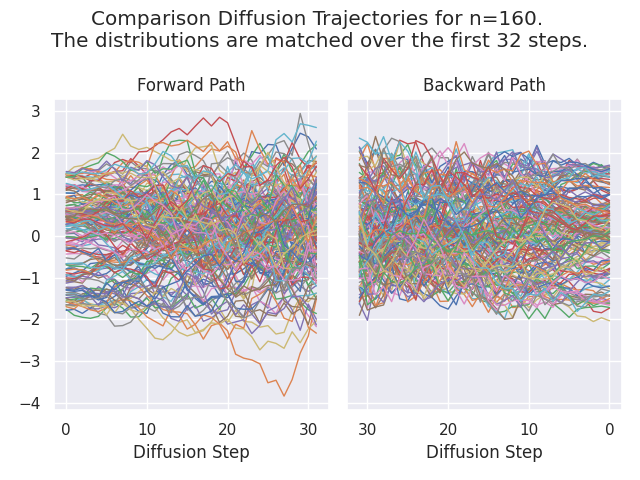 Comparison Diffusion Trajectories for n=160.
The distributions are matched over the first 32 steps.
Forward Path
Backward Path
3
2
1
0
−1
−2
−3
−4
0 10 20 30
30 20 10 0
Diffusion Step
Diffusion Step